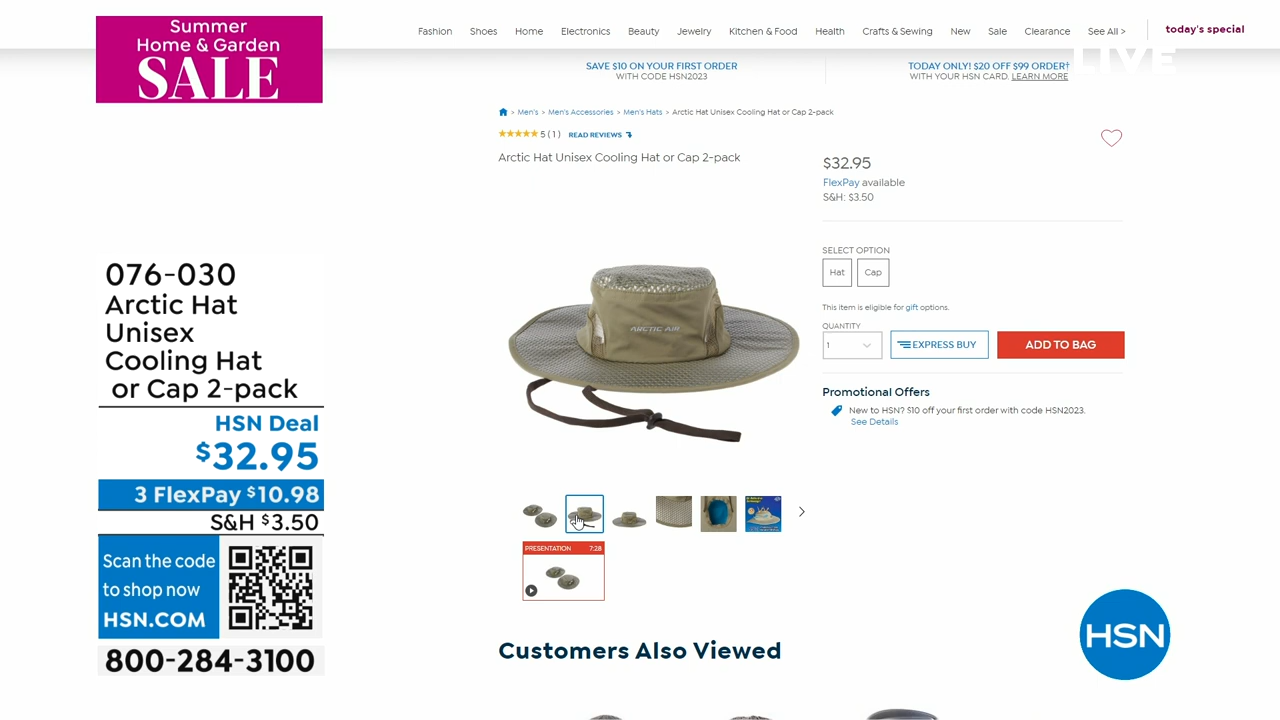 Summer
Home & Garden
SALE
Fashion Shoes Home Electronics Beauty Jewelry Kitchen & Food Health Crafts & Sewing New Sale Clearance See All > today's special
LIVE
SAVE $10 ON YOUR FIRST ORDER
WITH CODE HSN2023
TODAY ONLY! $20 OFF $99 ORDER†
WITH YOUR HSN CARD. LEARN MORE
> Men's > Men's Accessories > Men's Hats > Arctic Hat Unisex Cooling Hat or Cap 2-pack
5 (1) READ REVIEWS
Arctic Hat Unisex Cooling Hat or Cap 2-pack
$32.95
FlexPay available
S&H: $3.50
SELECT OPTION
Hat Cap
This item is eligible for gift options.
QUANTITY
1 EXPRESS BUY ADD TO BAG
Promotional Offers
New to HSN? $10 off your first order with code HSN2023.
See Details
ARCTIC AIR
PRESENTATION 7:28
Customers Also Viewed
076-030
Arctic Hat
Unisex
Cooling Hat
or Cap 2-pack
HSN Deal
$32.95
3 FlexPay $10.98
S&H $3.50
Scan the code
to shop now
HSN.COM
800-284-3100
HSN